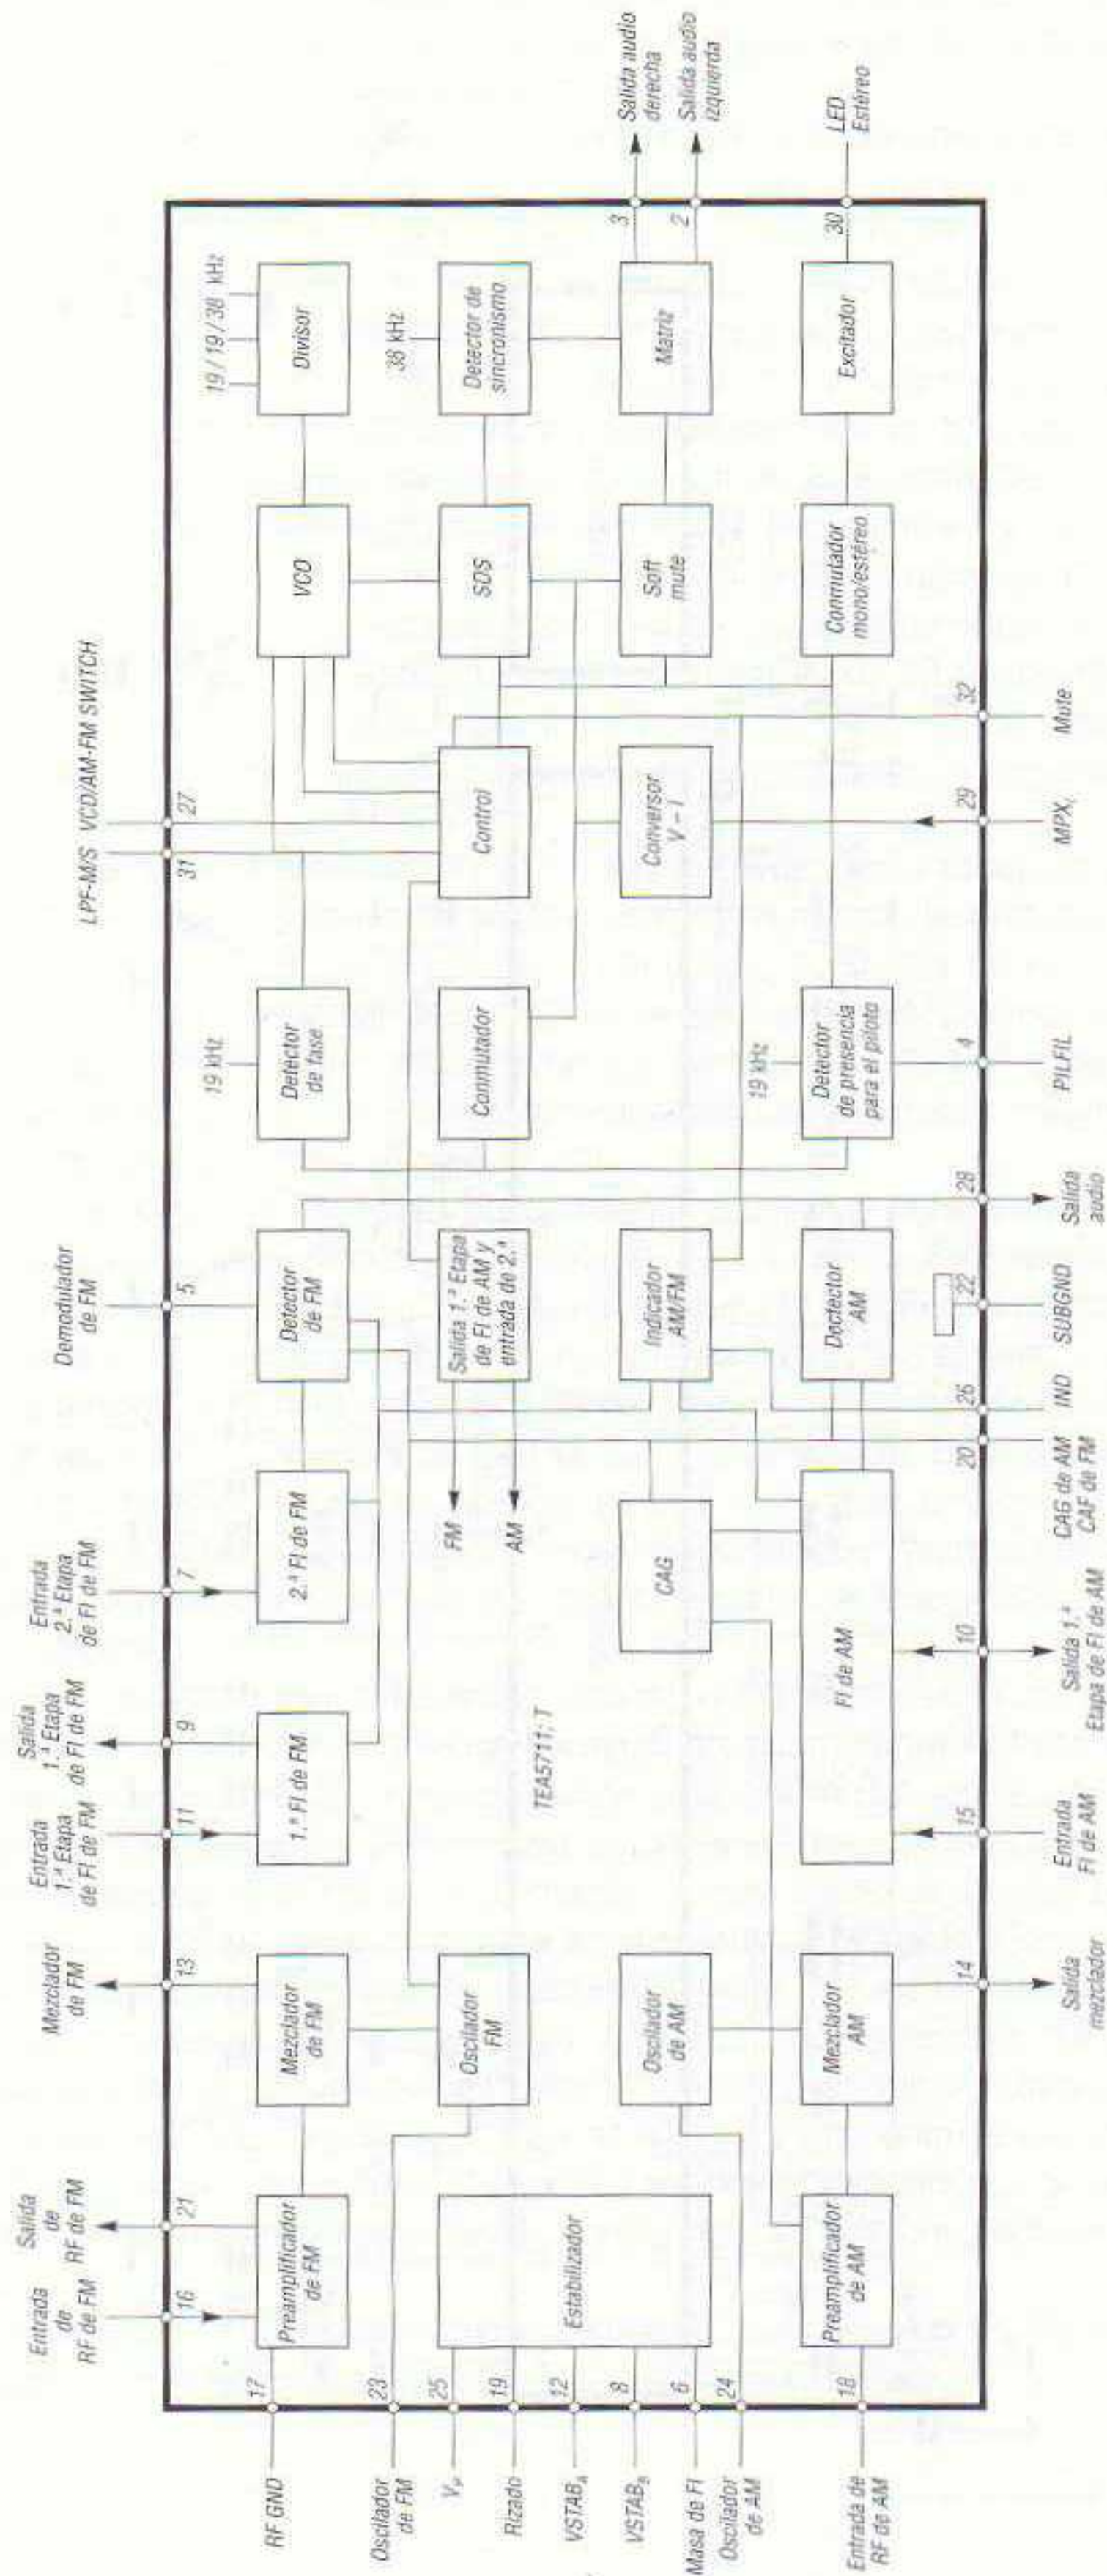 Entrada
de
RF de FM
16
Salida
de
RF de FM
21
Mezclador
de FM
13
Entrada
1.ª Etapa
de FI de FM
11
Salida
1.ª Etapa
de FI de FM
9
Entrada
2.ª Etapa
de FI de FM
7
Demodulador
de FM
5
LPF-M/S
31
VCD/AM-FM SWITCH
27
RF GND
17
Preamplificador
de FM
Mezclador
de FM
1.ª FI de FM
2.ª FI de FM
Detector
de FM
19 kHz
Detector
de fase
VCO
19 / 19 / 38 kHz
Divisor
Oscilador
de FM
23
V
25
Rizado
19
VSTAB A
12
VSTAB B
8
Masa de FI
6
Oscilador
de AM
24
Estabilizador
Oscilador
FM
TEA5711; T
FM
AM
Salida 1.ª Etapa
de FI de AM y
entrada de 2.ª
Conmutador
Control
SDS
38 kHz
Detector de
sincronismo
Oscilador
de AM
CAG
Indicador
AM/FM
Conversor
V – I
Soft
mute
Matriz
3
Salida audio
derecha
2
Salida audio
izquierda
Entrada de
RF de AM
18
Preamplificador
de AM
Mezclador
AM
FI de AM
Dectector
AM
19 kHz
Detector
de presencia
para el piloto
Conmutador
mono/estéreo
Excitador
30
LED
Estéreo
14
Salida
mezclador
15
Entrada
FI de AM
10
Salida 1.ª
Etapa de FI de AM
20
CAG de AM
CAF de FM
26
IND
22
SUBGND
28
Salida
audio
4
PILFIL
29
MPX i
32
Mute